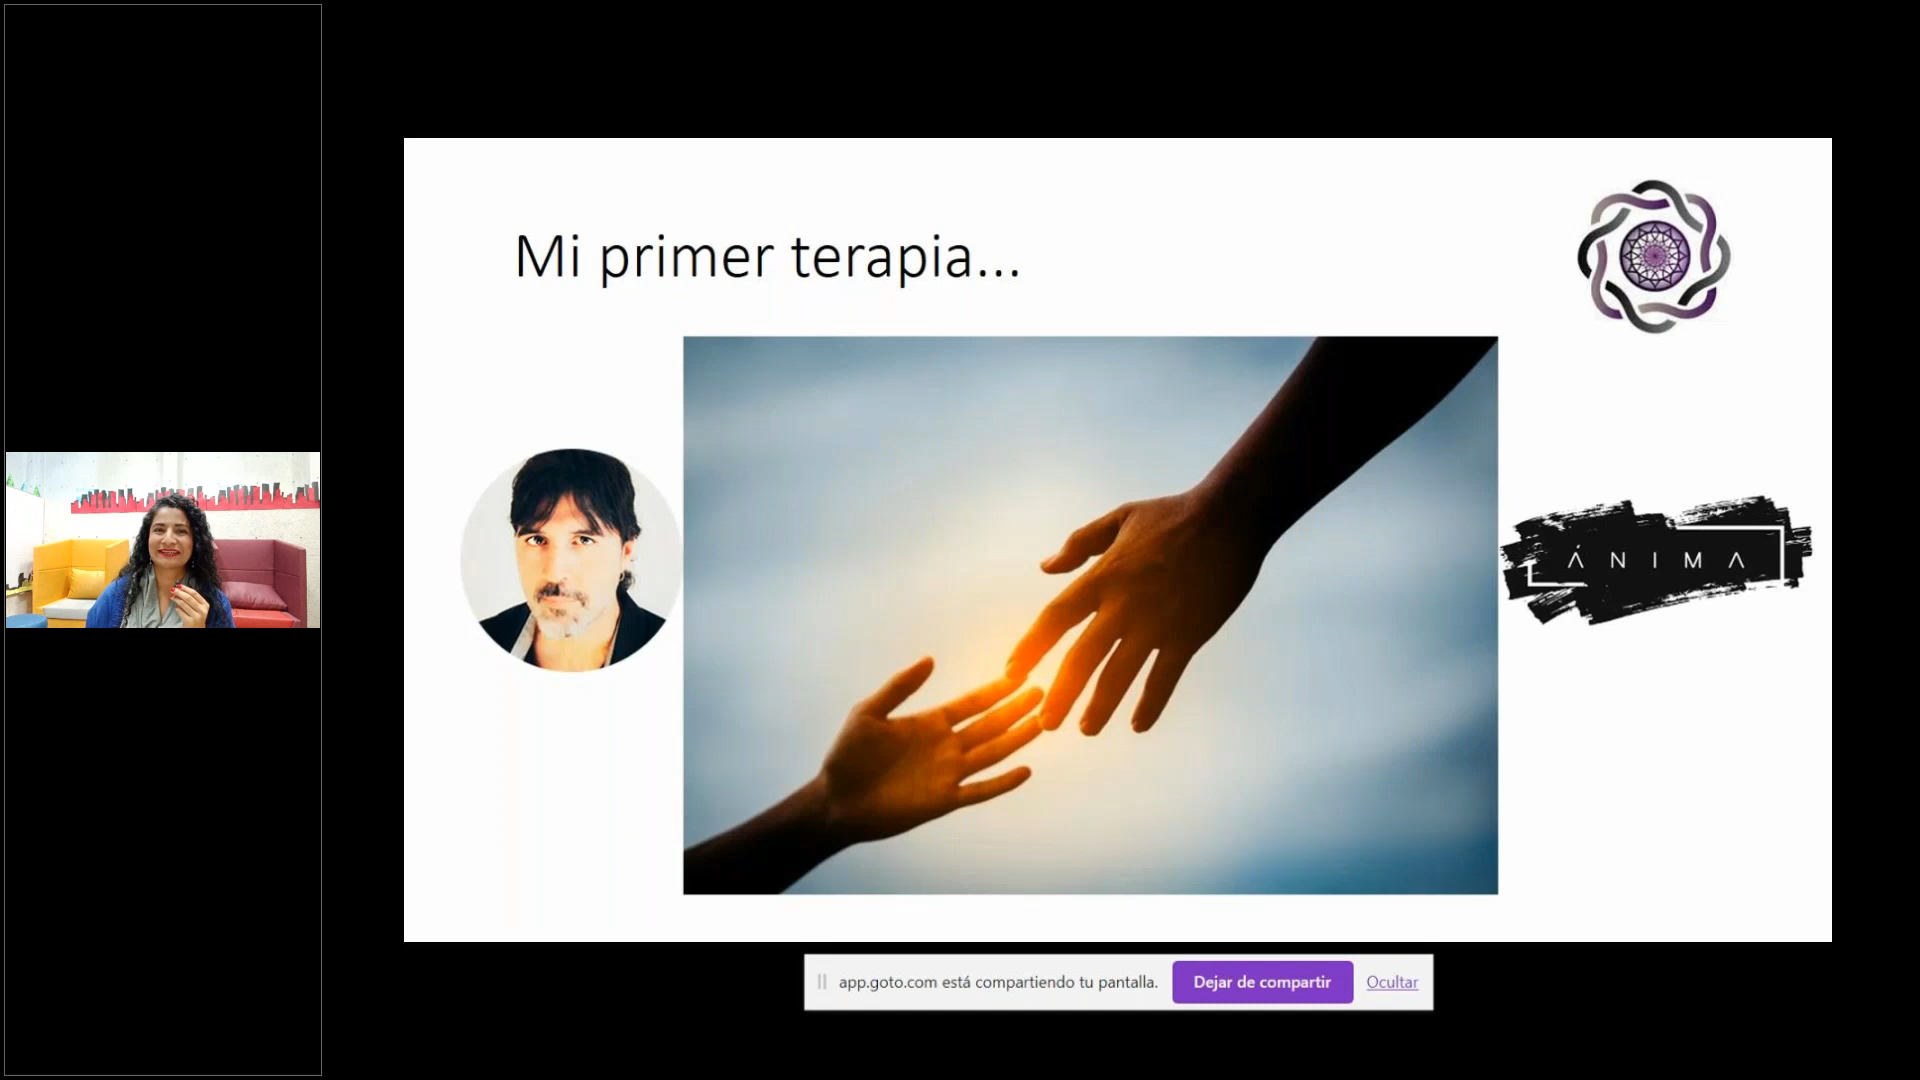 Mi primer terapia...
ÁNIMA
app.goto.com está compartiendo tu pantalla.
Dejar de compartir
Ocultar